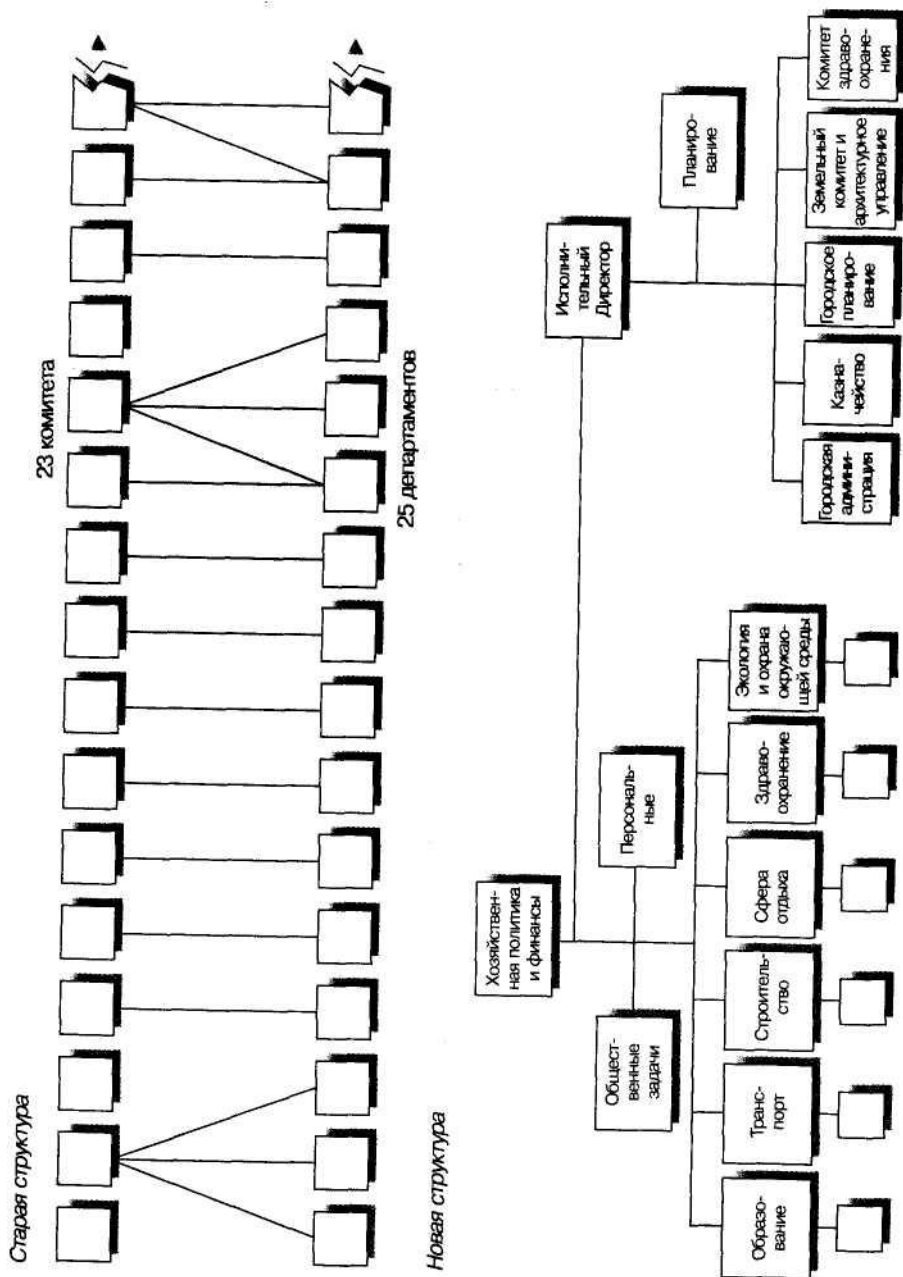 Старая структура
23 комитета
25 департаментов
Новая структура
Хозяйствен-
ная политика
и финансы
Общест-
венные
задачи
Персональ-
ные
Образо-
вание
Транс-
порт
Строитель-
ство
Сфера
отдыха
Здраво-
охранение
Экология
и охрана
окружаю-
щей среды
Исполни-
тельный
Директор
Планиро-
вание
Городская
админи-
страция
Казна-
чейство
Городское
планиро-
вание
Земельный
комитет и
архитектурное
управление
Комитет
здраво-
охране-
ния